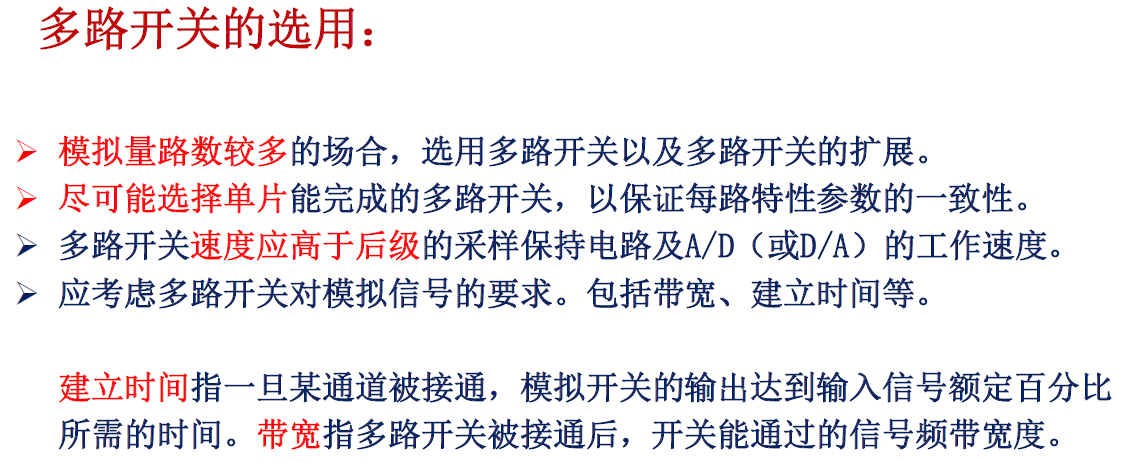 多路开关的选用：
➢ 模拟量路数较多的场合，选用多路开关以及多路开关的扩展。
➢ 尽可能选择单片能完成的多路开关，以保证每路特性参数的一致性。
➢ 多路开关速度应高于后级的采样保持电路及A/D（或D/A）的工作速度。
➢ 应考虑多路开关对模拟信号的要求。包括带宽、建立时间等。
建立时间指一旦某通道被接通，模拟开关的输出达到输入信号额定百分比
所需的时间。带宽指多路开关被接通后，开关能通过的信号频带宽度。